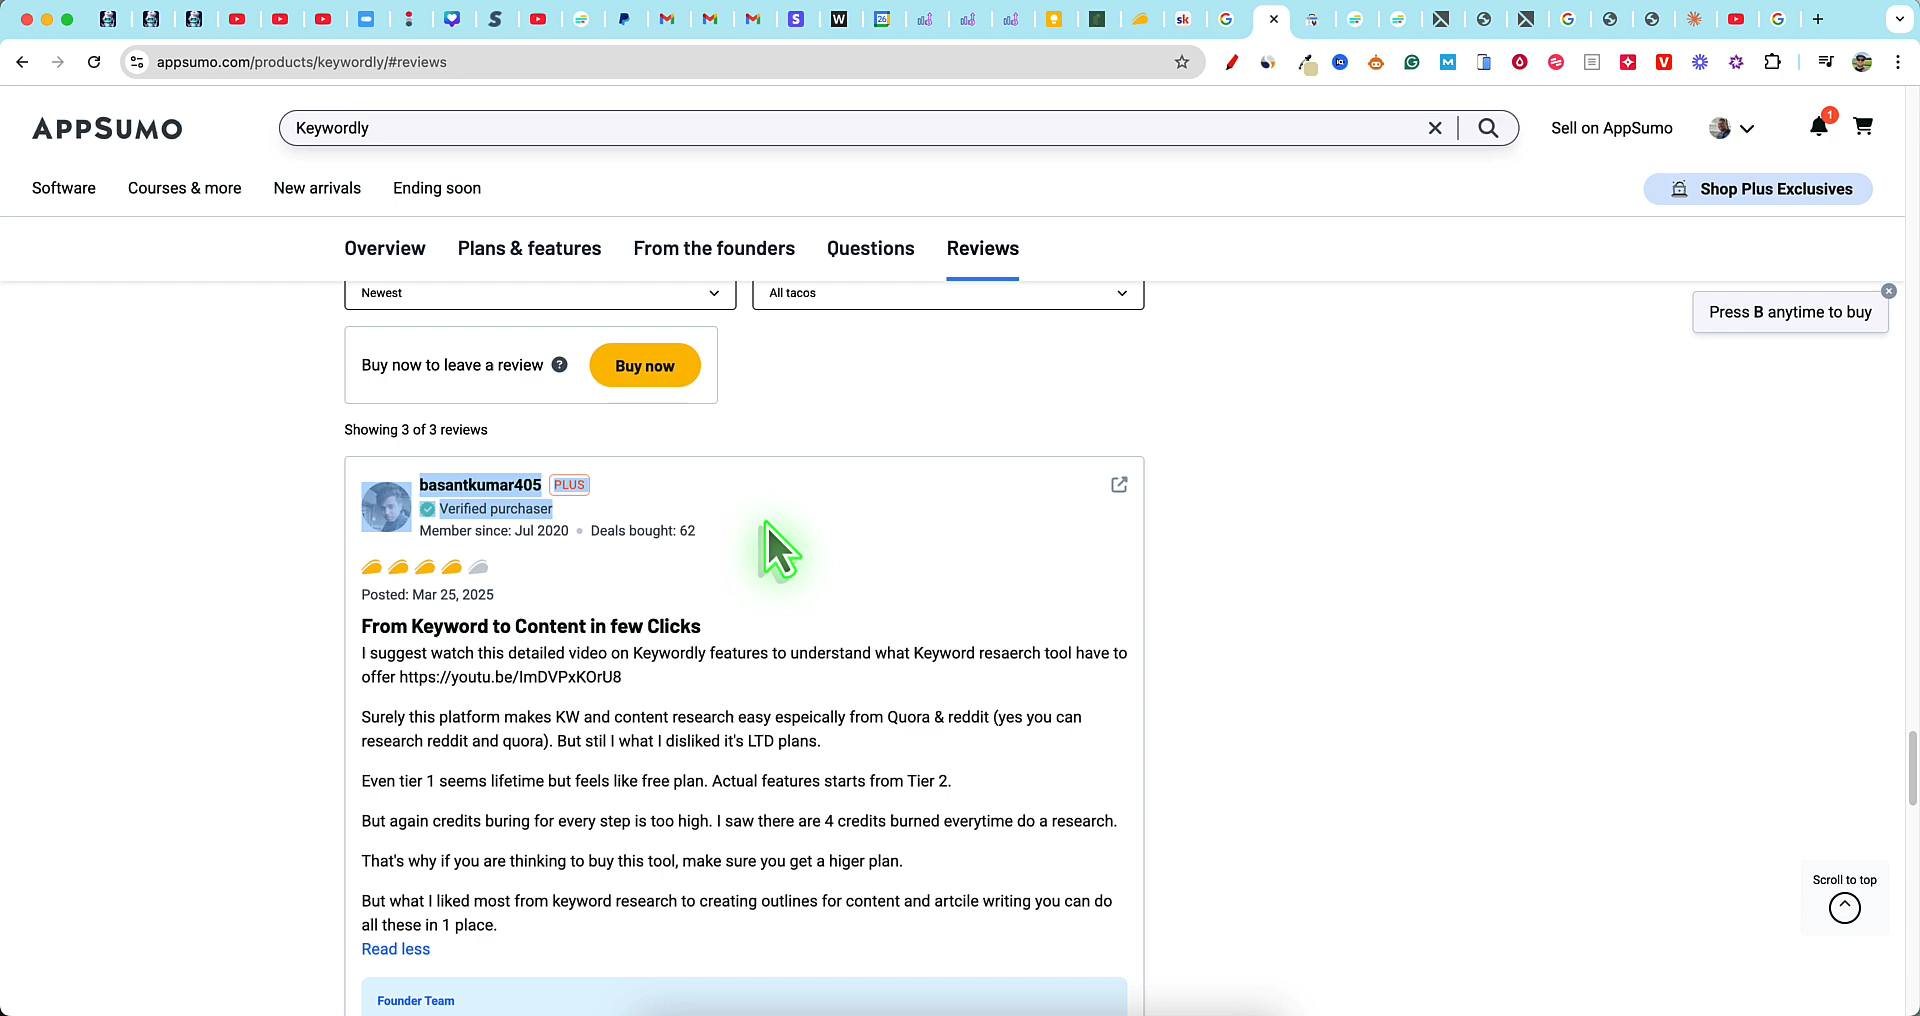 appsumo.com/products/keywordly/#reviews
APPSUMO
Keywordly
Sell on AppSumo
1
Software
Courses & more
New arrivals
Ending soon
Shop Plus Exclusives
Overview
Plans & features
From the founders
Questions
Reviews
Newest
All tacos
Press B anytime to buy
Buy now to leave a review
?
Buy now
Showing 3 of 3 reviews
basantkumar405 PLUS
Verified purchaser
Member since: Jul 2020 • Deals bought: 62
Posted: Mar 25, 2025
From Keyword to Content in few Clicks
I suggest watch this detailed video on Keywordly features to understand what Keyword resaerch tool have to
offer https://youtu.be/ImDVPxKOrU8
Surely this platform makes KW and content research easy espeically from Quora & reddit (yes you can
research reddit and quora). But stil I what I disliked it's LTD plans.
Even tier 1 seems lifetime but feels like free plan. Actual features starts from Tier 2.
But again credits buring for every step is too high. I saw there are 4 credits burned everytime do a research.
That's why if you are thinking to buy this tool, make sure you get a higer plan.
But what I liked most from keyword research to creating outlines for content and artcile writing you can do
all these in 1 place.
Read less
Scroll to top
Founder Team